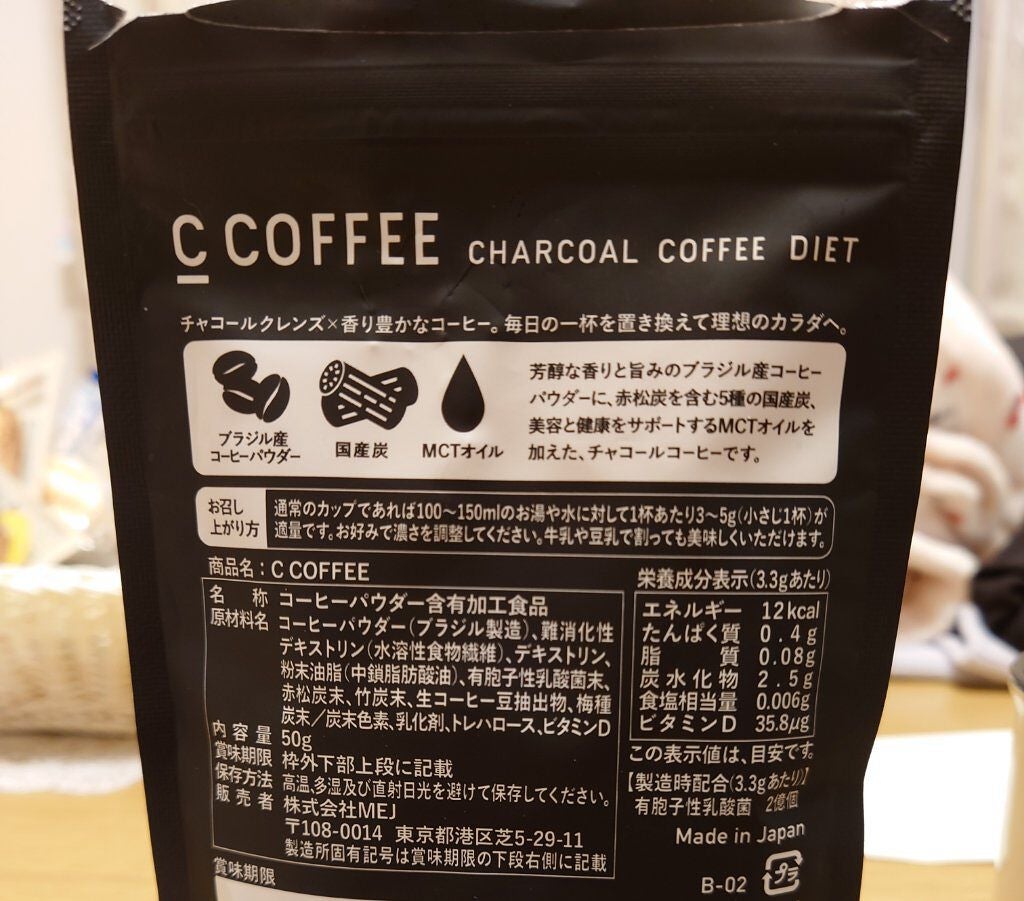 C COFFEE CHARCOAL COFFEE DIET
チャコールクレンズ×香り豊かなコーヒー。毎日の一杯を置き換えて理想のカラダへ。
ブラジル産
コーヒーパウダー
国産炭
MCTオイル
芳醇な香りと旨みのブラジル産コーヒー
パウダーに、赤松炭を含む5種の国産炭、
美容と健康をサポートするMCTオイルを
加えた、チャコールコーヒーです。
お召し
上がり方
通常のカップであれば100〜150mlのお湯や水に対して1杯あたり3〜5g(小さじ1杯)が
適量です。お好みで濃さを調整してください。牛乳や豆乳で割っても美味しくいただけます。
商品名：C COFFEE
名称 コーヒーパウダー含有加工食品
原材料名 コーヒーパウダー(ブラジル製造)、難消化性
デキストリン(水溶性食物繊維)、デキストリン、
粉末油脂(中鎖脂肪酸油)、有胞子性乳酸菌末、
赤松炭末、竹炭末、生コーヒー豆抽出物、梅種
炭末／炭末色素、乳化剤、トレハロース、ビタミンD
内容量 50g
賞味期限 枠外下部上段に記載
保存方法 高温、多湿及び直射日光を避けて保存してください。
販売者 株式会社MEJ
〒108-0014 東京都港区芝5-29-11
製造所固有記号は賞味期限の下段右側に記載
賞味期限
栄養成分表示(3.3gあたり)
エネルギー 12kcal
たんぱく質 0.4g
脂質 0.08g
炭水化物 2.5g
食塩相当量 0.006g
ビタミンD 35.8μg
この表示値は、目安です。
【製造時配合(3.3gあたり)】
有胞子性乳酸菌 2億個
Made in Japan
B-02 プラ